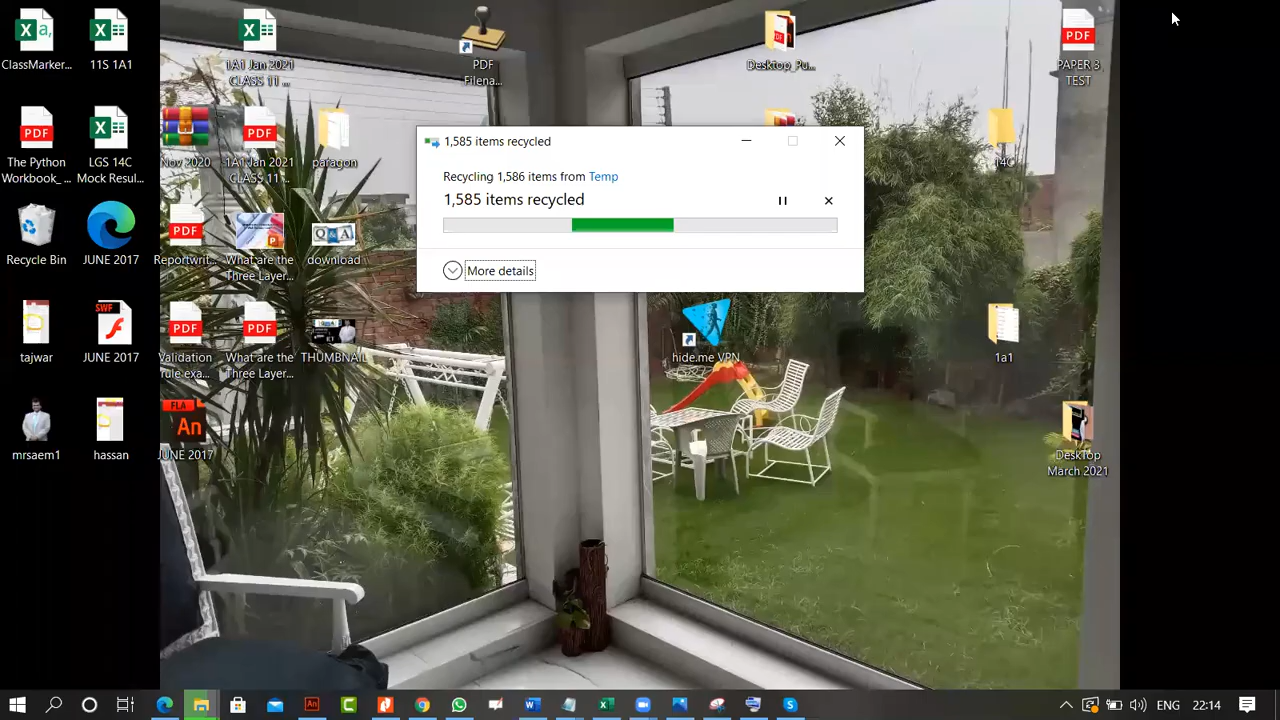 ClassMarker...
11S 1A1
1A1 Jan 2021
CLASS 11 ...
PDF
Filena...
Desktop_Pu...
PDF
PAPER 3
TEST
PDF
The Python
Workbook_ ...
LGS 14C
Mock Resul...
Nov 2020
PDF
1A1 Jan 2021
CLASS 11 ...
paragon
14C
1,585 items recycled
Recycling 1,586 items from Temp
1,585 items recycled
More details
Recycle Bin
JUNE 2017
PDF
Reportwrit...
What are the
Three Layer...
Q&A
download
tajwar
SWF
JUNE 2017
PDF
Validation
rule exa...
PDF
What are the
Three Layer...
THUMBNAIL
hide.me VPN
1a1
mrsaem1
hassan
FLA
An
JUNE 2017
DeskTop
March 2021
An
ENG
22:14